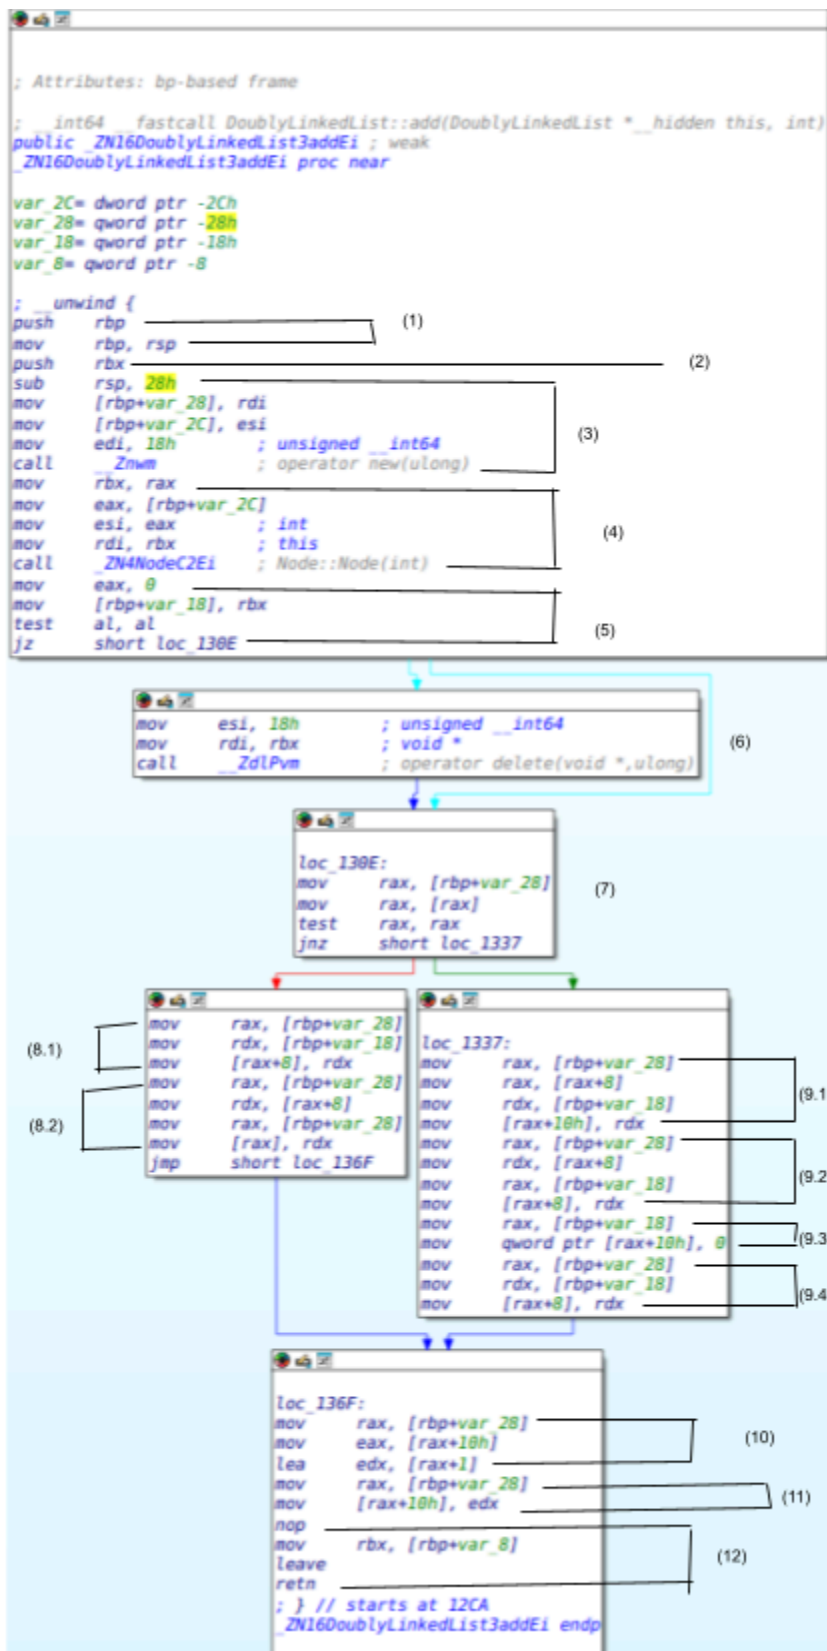 ; Attributes: bp-based frame
; __int64 __fastcall DoublyLinkedList::add(DoublyLinkedList *__hidden this, int)
public _ZN16DoublyLinkedList3addEi ; weak
_ZN16DoublyLinkedList3addEi proc near
var_2C= dword ptr -2Ch
var_28= qword ptr -28h
var_18= qword ptr -18h
var_8= qword ptr -8
; __unwind {
push rbp
(1)
mov rbp, rsp
push rbx
(2)
sub rsp, 28h
mov [rbp+var_28], rdi
mov [rbp+var_2C], esi
(3)
mov edi, 18h ; unsigned __int64
call __Znwm ; operator new(ulong)
mov rbx, rax
mov eax, [rbp+var_2C]
mov esi, eax ; int
(4)
mov rdi, rbx ; this
call _ZN4NodeC2Ei ; Node::Node(int)
mov eax, 0
mov [rbp+var_18], rbx
test al, al
(5)
jz short loc_130E
mov esi, 18h ; unsigned __int64
mov rdi, rbx ; void *
(6)
call __ZdlPvm ; operator delete(void *,ulong)
loc_130E:
mov rax, [rbp+var_28]
(7)
mov rax, [rax]
test rax, rax
jnz short loc_1337
mov rax, [rbp+var_28]
mov rdx, [rbp+var_18]
(8.1)
mov [rax+8], rdx
mov rax, [rbp+var_28]
mov rdx, [rax+8]
(8.2)
mov rax, [rbp+var_28]
mov [rax], rdx
jmp short loc_136F
loc_1337:
mov rax, [rbp+var_28]
mov rax, [rax+8]
(9.1
mov rdx, [rbp+var_18]
mov [rax+10h], rdx
mov rax, [rbp+var_28]
mov rdx, [rax+8]
(9.2
mov rax, [rbp+var_18]
mov [rax+8], rdx
mov rax, [rbp+var_18]
(9.3
mov qword ptr [rax+10h], 0
mov rax, [rbp+var_28]
mov rdx, [rbp+var_18]
(9.4
mov [rax+8], rdx
loc_136F:
mov rax, [rbp+var_28]
mov eax, [rax+10h]
(10)
lea edx, [rax+1]
mov rax, [rbp+var_28]
(11)
mov [rax+10h], edx
nop
mov rbx, [rbp+var_8]
(12)
leave
retn
; } // starts at 12CA
_ZN16DoublyLinkedList3addEi endp